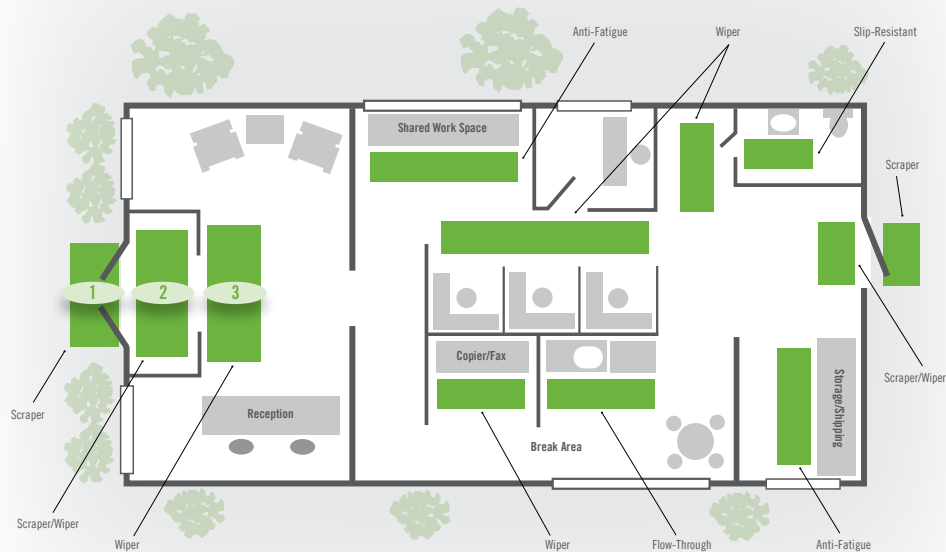 Anti-Fatigue
Wiper
Slip-Resistant
Shared Work Space
Scraper
1
2
3
Copier/Fax
Storage/Shipping
Scraper/Wiper
Scraper
Reception
Break Area
Scraper/Wiper
Wiper
Wiper
Flow-Through
Anti-Fatigue